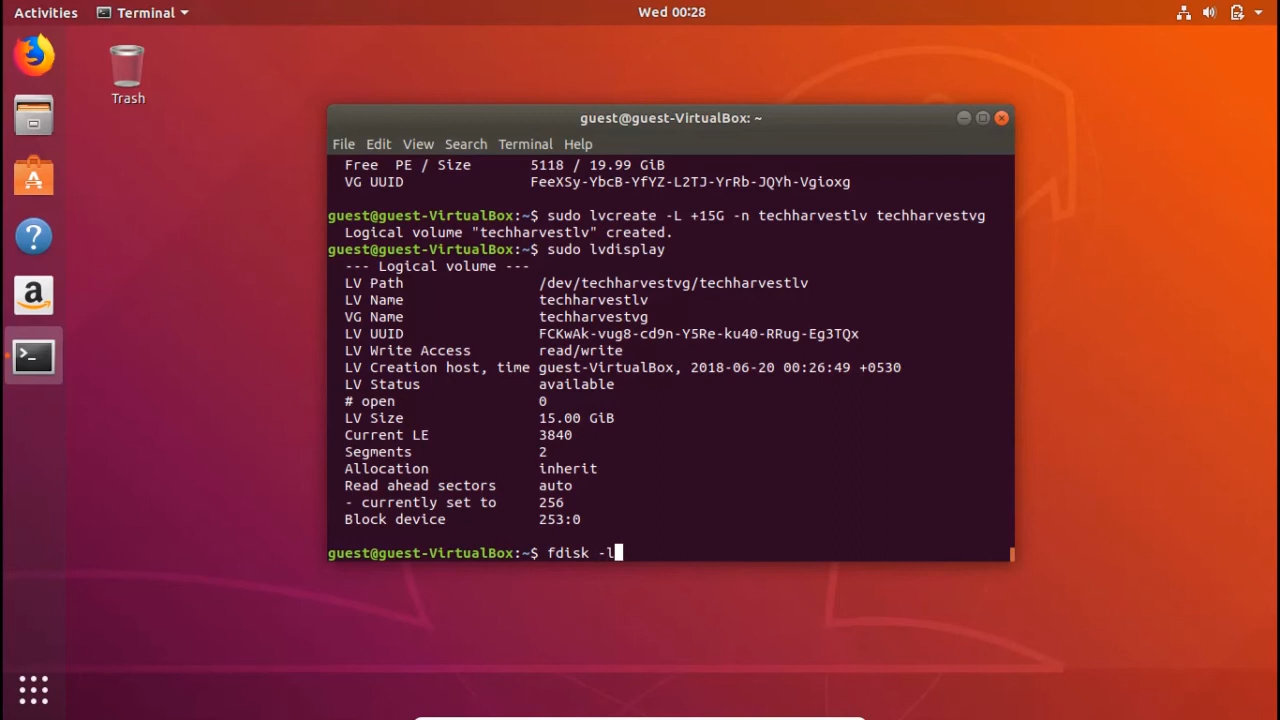 Activities Terminal Wed 00:28
Trash
guest@guest-VirtualBox: ~
File Edit View Search Terminal Help
Free  PE / Size       5118 / 19.99 GiB
VG UUID               FeeXSy-YbcB-YfYZ-L2TJ-YrRb-JQYh-Vgioxg
guest@guest-VirtualBox:~$ sudo lvcreate -L +15G -n techharvestlv techharvestvg
Logical volume "techharvestlv" created.
guest@guest-VirtualBox:~$ sudo lvdisplay
--- Logical volume ---
LV Path                /dev/techharvestvg/techharvestlv
LV Name                techharvestlv
VG Name                techharvestvg
LV UUID                FCKwAk-vug8-cd9n-Y5Re-ku40-RRug-Eg3TQx
LV Write Access        read/write
LV Creation host, time guest-VirtualBox, 2018-06-20 00:26:49 +0530
LV Status              available
# open                 0
LV Size                15.00 GiB
Current LE             3840
Segments               2
Allocation             inherit
Read ahead sectors     auto
- currently set to     256
Block device           253:0
guest@guest-VirtualBox:~$ fdisk -l